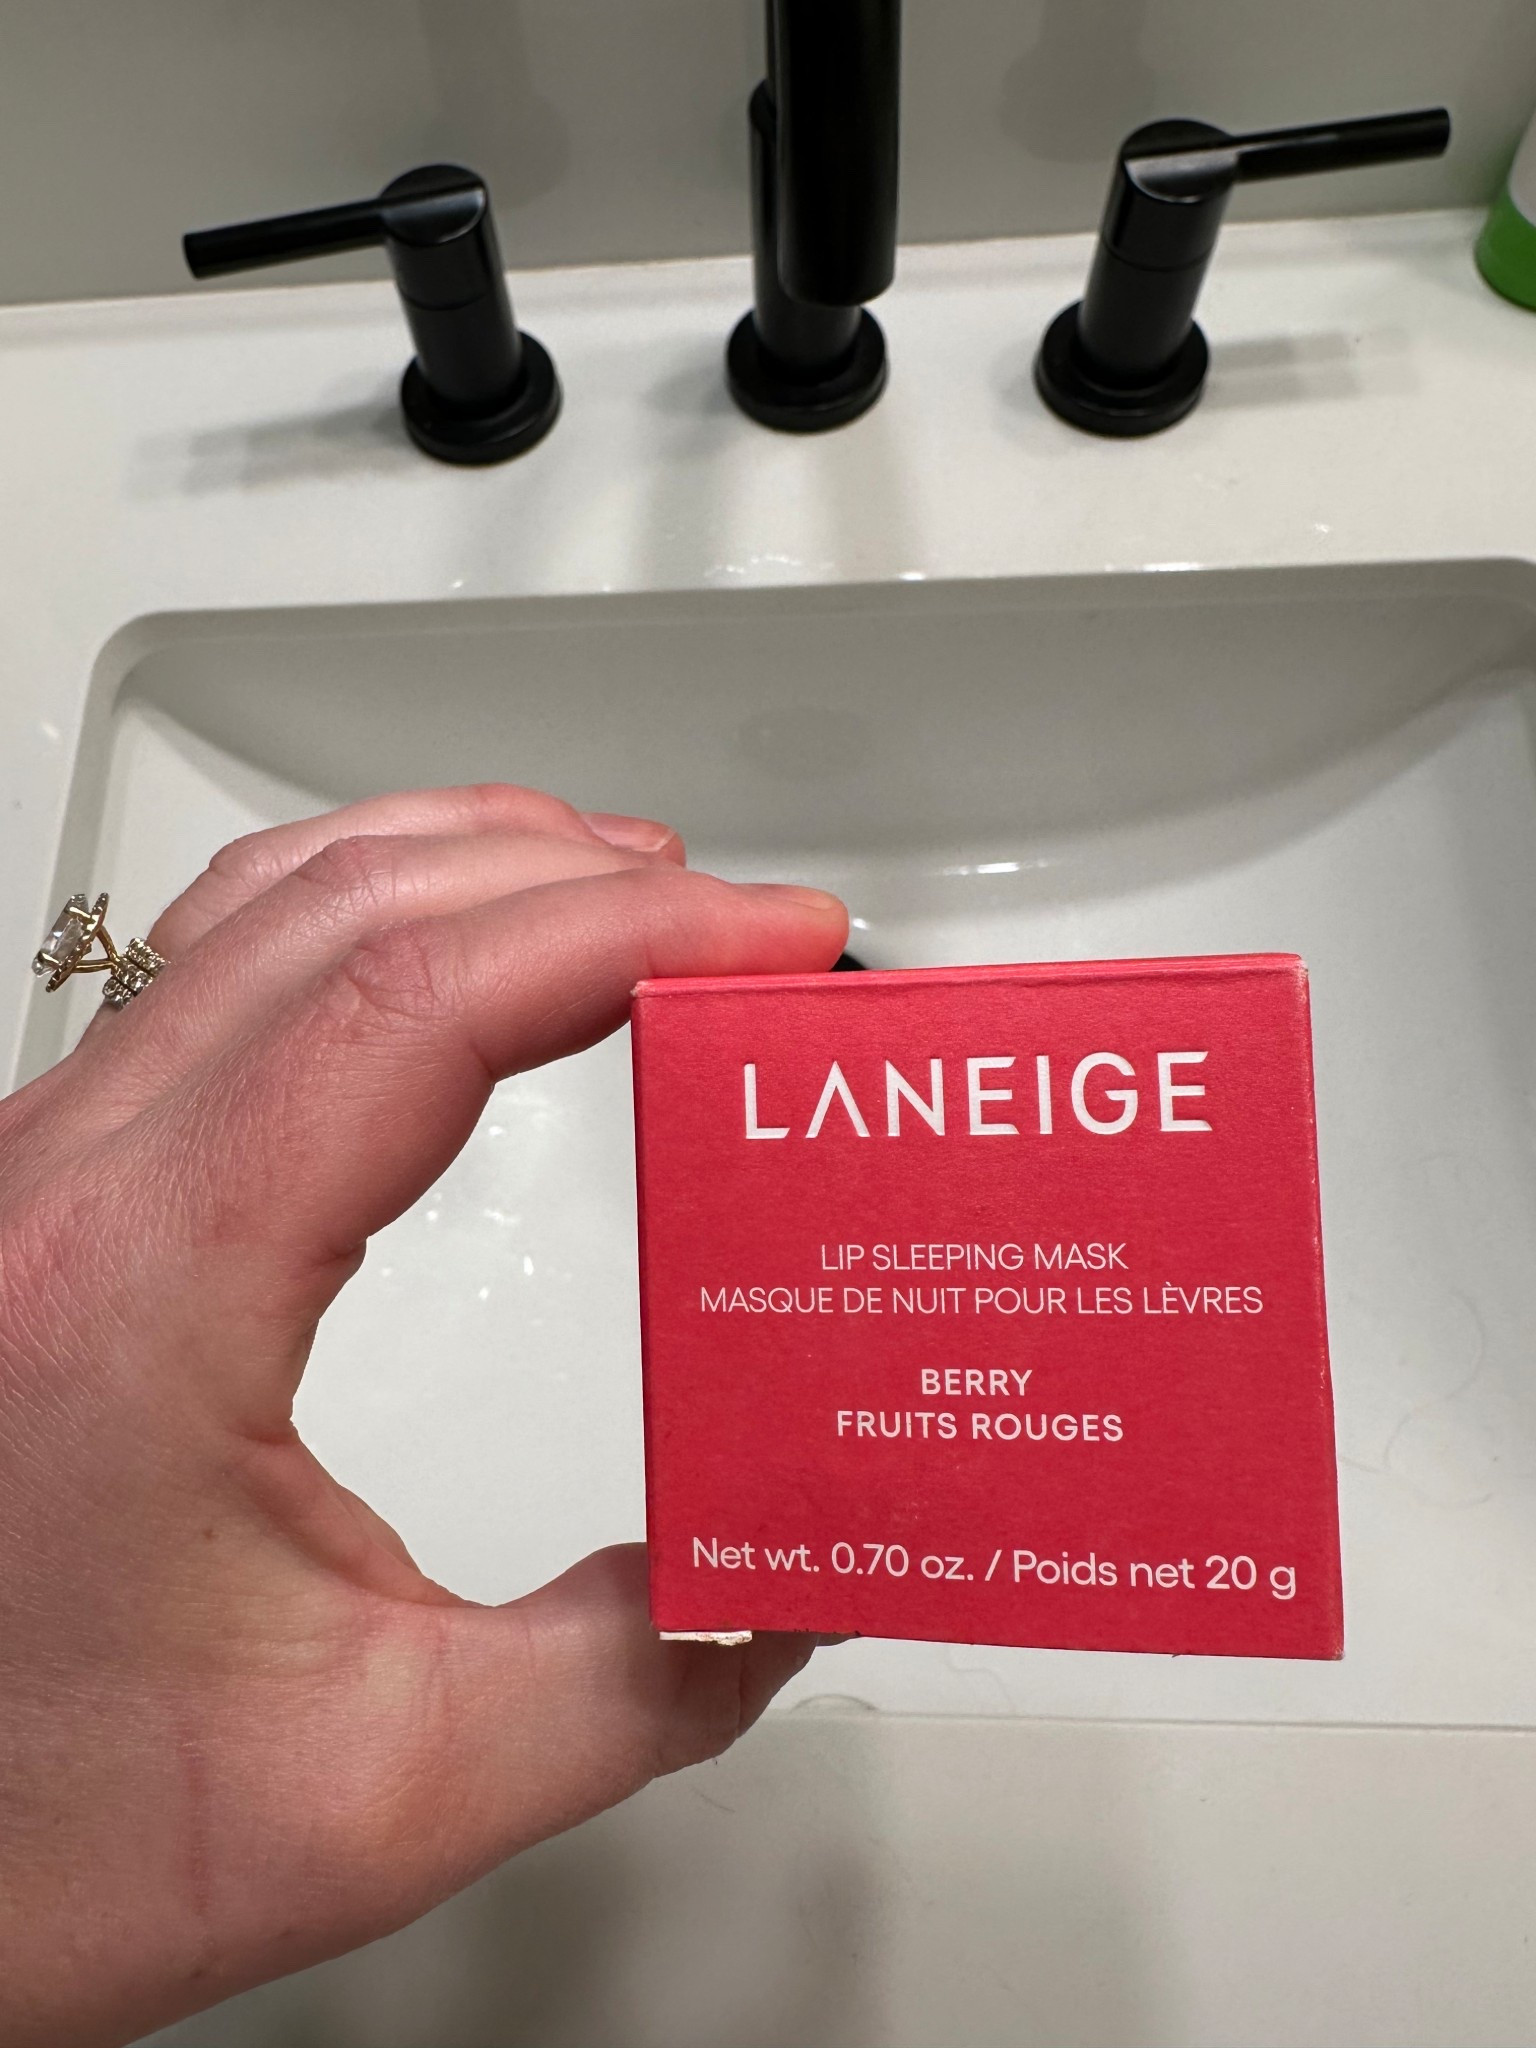 LANEIGE
LIP SLEEPING MASK
MASQUE DE NUIT POUR LES LÈVRES
BERRY
FRUITS ROUGES
Net wt. 0.70 oz. / Poids net 20 g